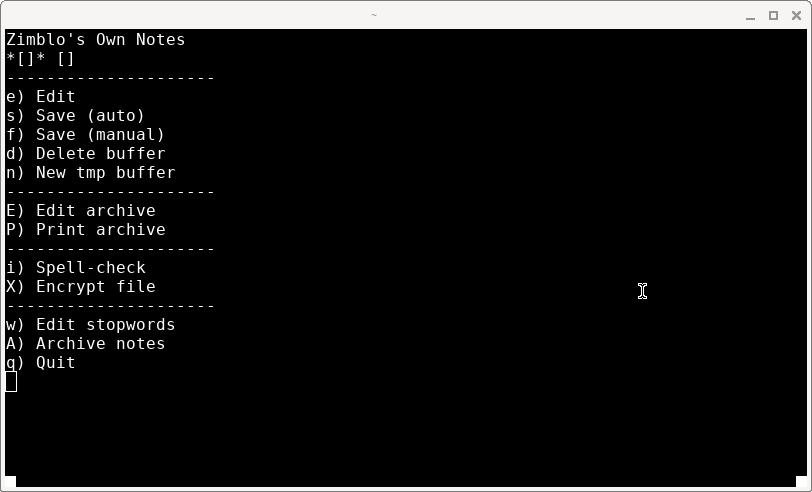 ~
Zimblo's Own Notes
*[]* []
---------------------
e) Edit
s) Save (auto)
f) Save (manual)
d) Delete buffer
n) New tmp buffer
---------------------
E) Edit archive
P) Print archive
---------------------
i) Spell-check
X) Encrypt file
---------------------
w) Edit stopwords
A) Archive notes
q) Quit